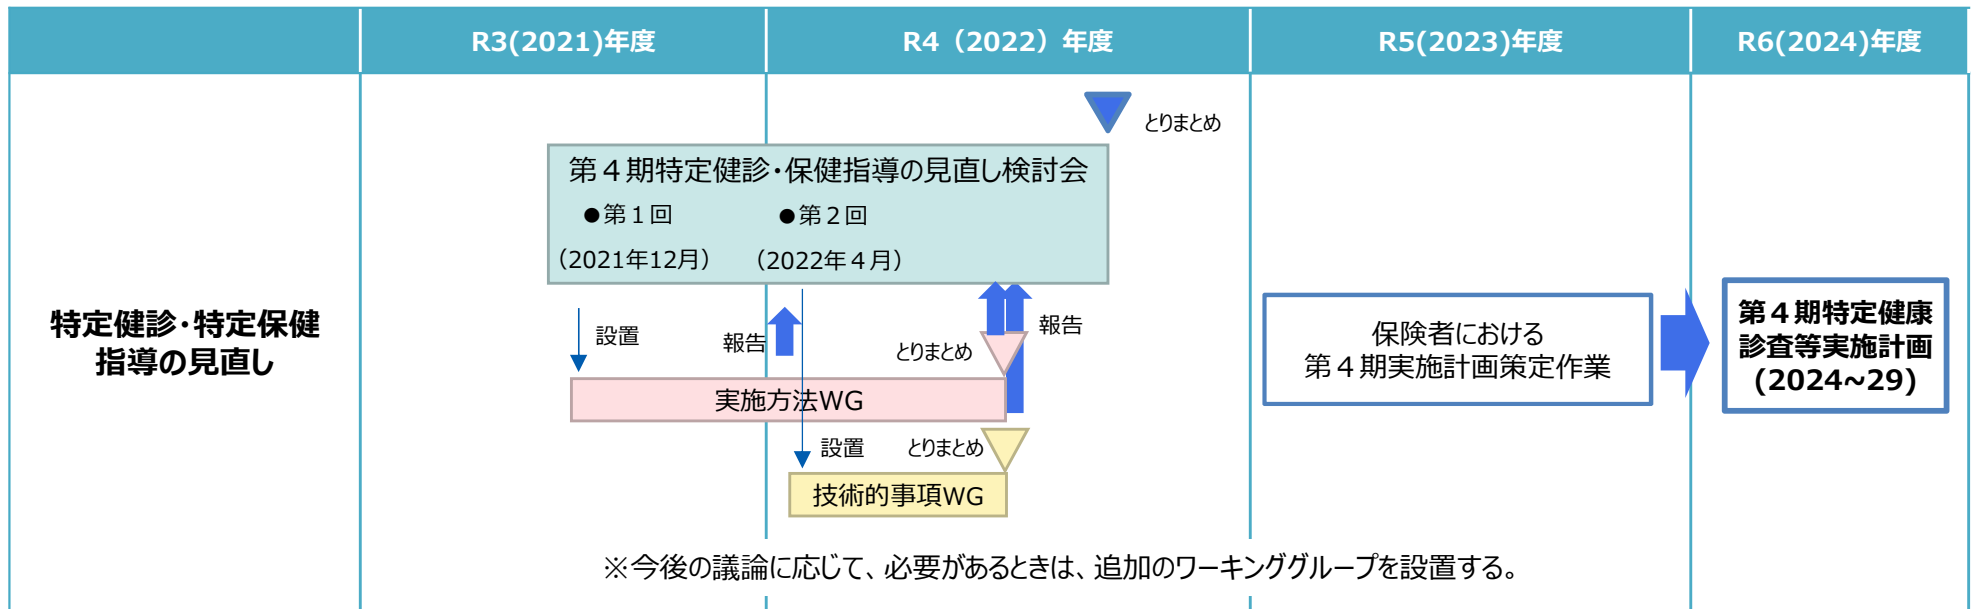 R3(2021)年度
R4（2022）年度
R5(2023)年度
R6(2024)年度
特定健診・特定保健
指導の見直し
とりまとめ
第４期特定健診・保健指導の見直し検討会
●第１回
●第２回
（2021年12月）
（2022年４月）
設置
報告
とりまとめ
報告
実施方法WG
設置
とりまとめ
技術的事項WG
保険者における
第４期実施計画策定作業
第４期特定健康
診査等実施計画
(2024~29)
※今後の議論に応じて、必要があるときは、追加のワーキンググループを設置する。